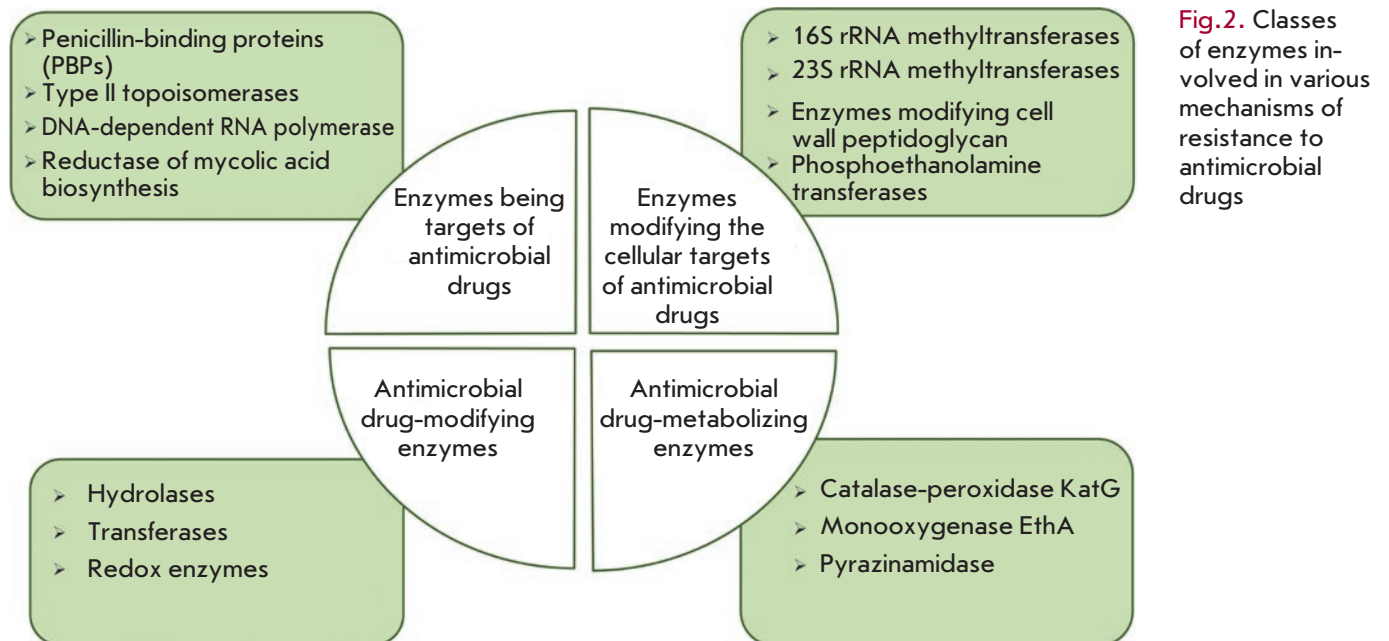 ➢ Penicillin-binding proteins
(PBPs)
➢ Type II topoisomerases
➢ DNA-dependent RNA polymerase
➢ Reductase of mycolic acid
biosynthesis
➢ 16S rRNA methyltransferases
➢ 23S rRNA methyltransferases
➢ Enzymes modifying cell
wall peptidoglycan
➢ Phosphoethanolamine
transferases
Fig.2. Classes
of enzymes in-
volved in various
mechanisms of
resistance to
antimicrobial
drugs
Enzymes being
targets of
antimicrobial
drugs
Enzymes
modifying the
cellular targets
of antimicrobial
drugs
Antimicrobial
drug-modifying
enzymes
Antimicrobial
drug-metabolizing
enzymes
➢ Hydrolases
➢ Transferases
➢ Redox enzymes
➢ Catalase-peroxidase KatG
➢ Monooxygenase EthA
➢ Pyrazinamidase